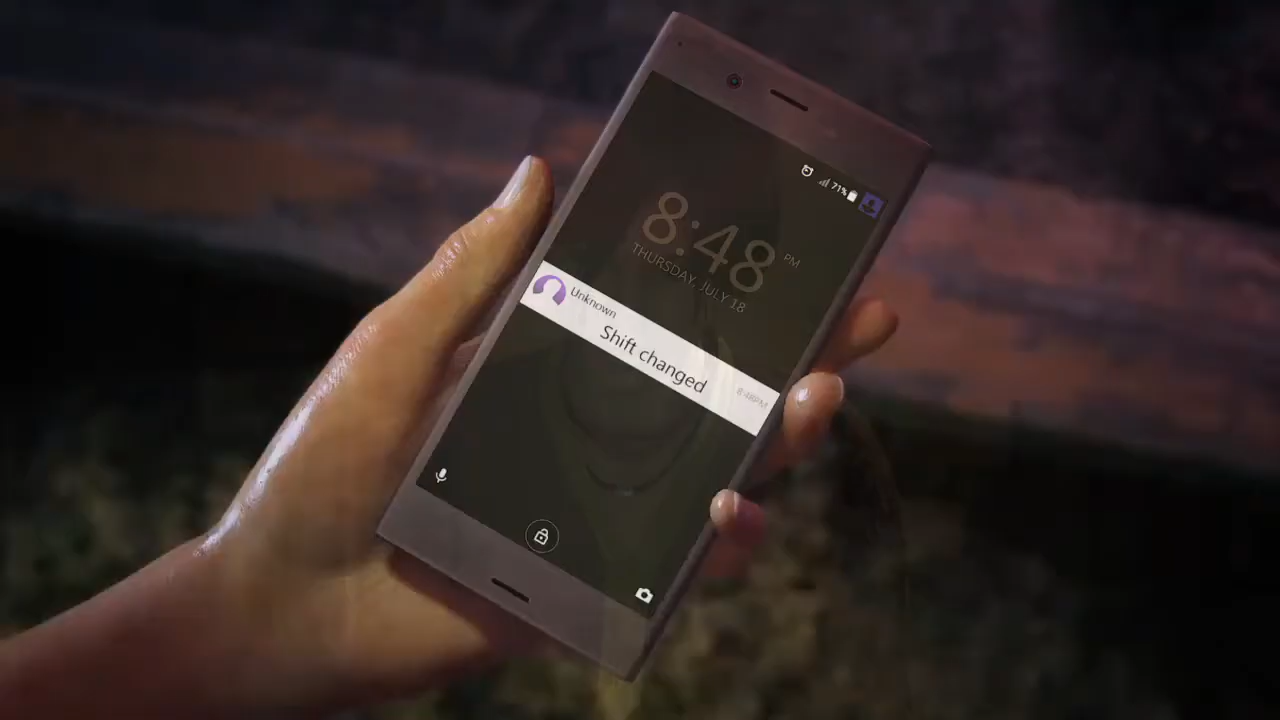 71%
8:48 PM
THURSDAY, JULY 18
Unknown
Shift changed
8:48PM